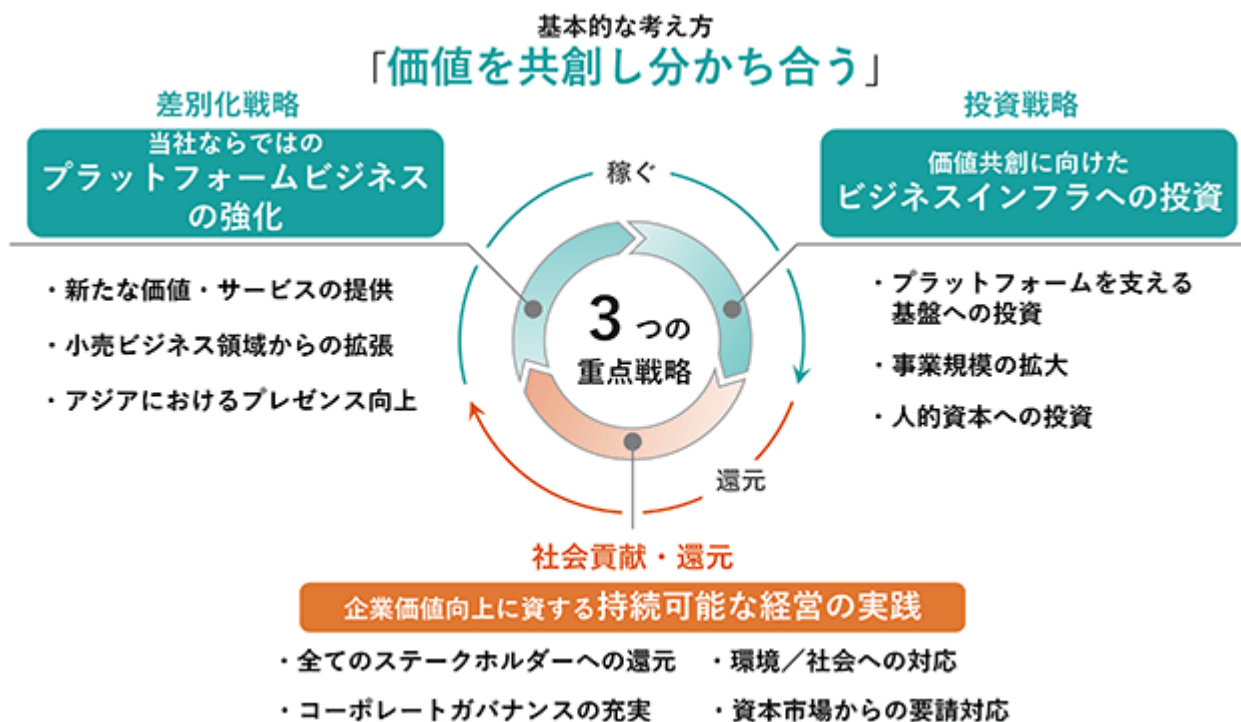 基本的な考え方
「価値を共創し分かち合う」
差別化戦略
当社ならではの
プラットフォームビジネス
の強化
・新たな価値・サービスの提供
・小売ビジネス領域からの拡張
・アジアにおけるプレゼンス向上
投資戦略
価値共創に向けた
ビジネスインフラへの投資
・プラットフォームを支える
基盤への投資
・事業規模の拡大
・人的資本への投資
稼ぐ
3つの
重点戦略
還元
社会貢献・還元
企業価値向上に資する持続可能な経営の実践
・全てのステークホルダーへの還元
・環境／社会への対応
・コーポレートガバナンスの充実
・資本市場からの要請対応